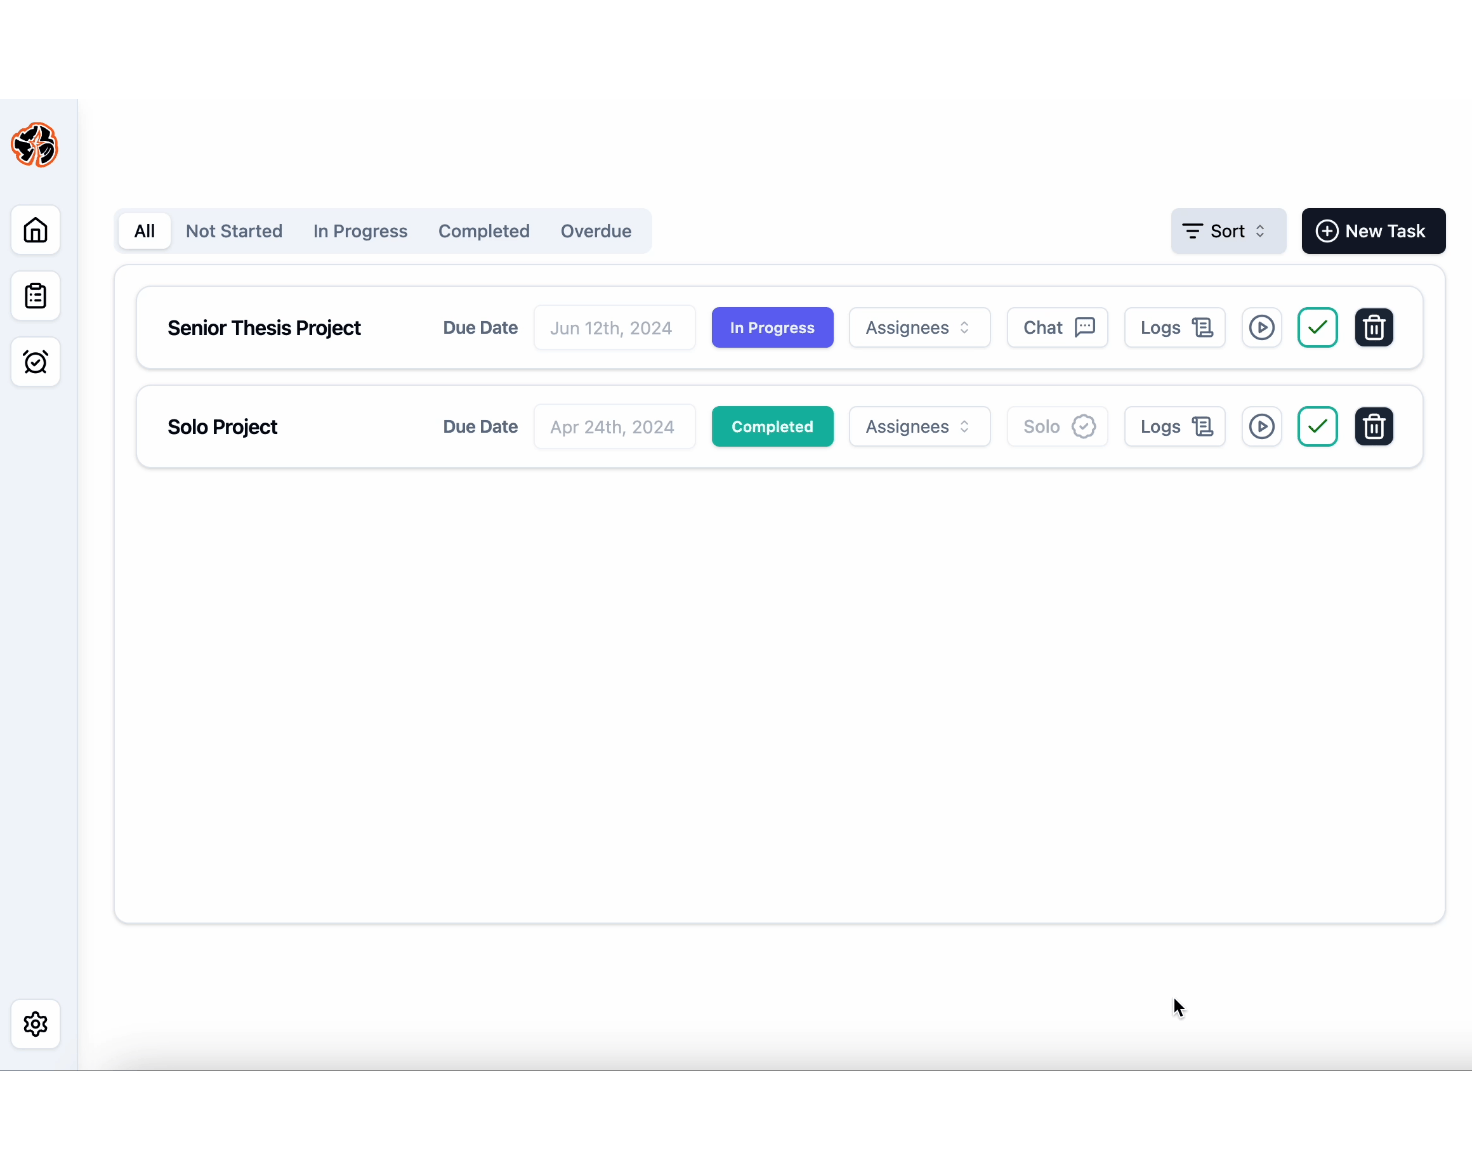 All Not Started In Progress Completed Overdue Sort New Task
Senior Thesis Project Due Date Jun 12th, 2024 In Progress Assignees Chat Logs
Solo Project Due Date Apr 24th, 2024 Completed Assignees Solo Logs